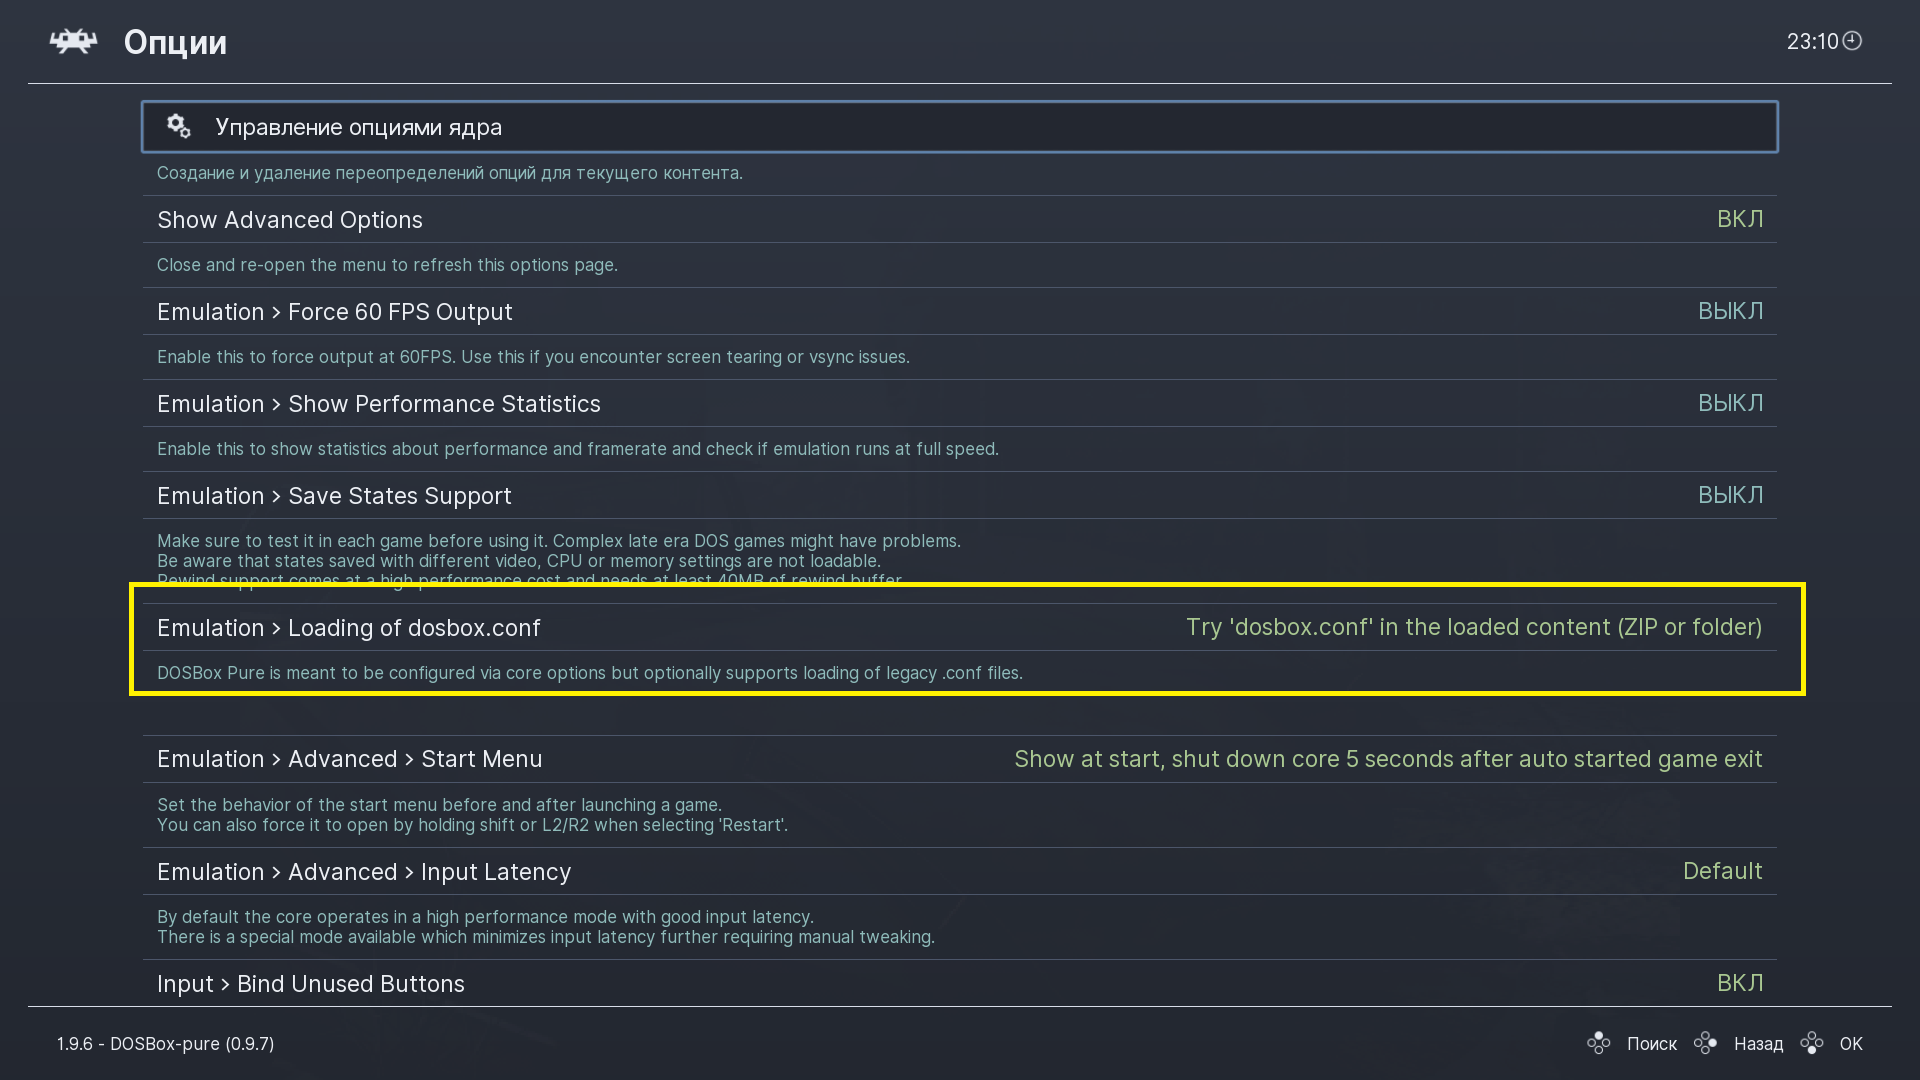 Опции
23:10
Управление опциями ядра
Создание и удаление переопределений опций для текущего контента.
Show Advanced Options ВКЛ
Close and re-open the menu to refresh this options page.
Emulation > Force 60 FPS Output ВЫКЛ
Enable this to force output at 60FPS. Use this if you encounter screen tearing or vsync issues.
Emulation > Show Performance Statistics ВЫКЛ
Enable this to show statistics about performance and framerate and check if emulation runs at full speed.
Emulation > Save States Support ВЫКЛ
Make sure to test it in each game before using it. Complex late era DOS games might have problems.
Be aware that states saved with different video, CPU or memory settings are not loadable.
Rewind support comes at a high performance cost and needs at least 40MB of rewind buffer.
Emulation > Loading of dosbox.conf Try 'dosbox.conf' in the loaded content (ZIP or folder)
DOSBox Pure is meant to be configured via core options but optionally supports loading of legacy .conf files.
Emulation > Advanced > Start Menu Show at start, shut down core 5 seconds after auto started game exit
Set the behavior of the start menu before and after launching a game.
You can also force it to open by holding shift or L2/R2 when selecting 'Restart'.
Emulation > Advanced > Input Latency Default
By default the core operates in a high performance mode with good input latency.
There is a special mode available which minimizes input latency further requiring manual tweaking.
Input > Bind Unused Buttons ВКЛ
1.9.6 - DOSBox-pure (0.9.7)
Поиск Назад OK